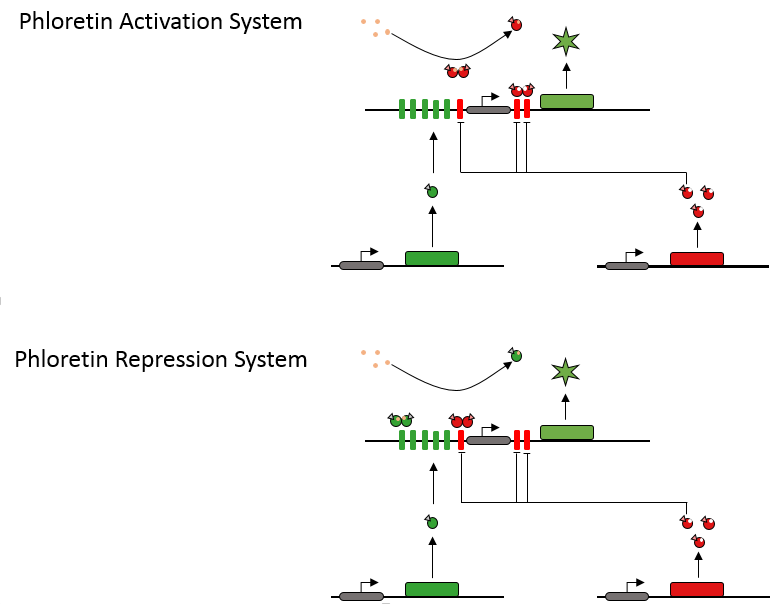 Phloretin Activation System
Phloretin Repression System